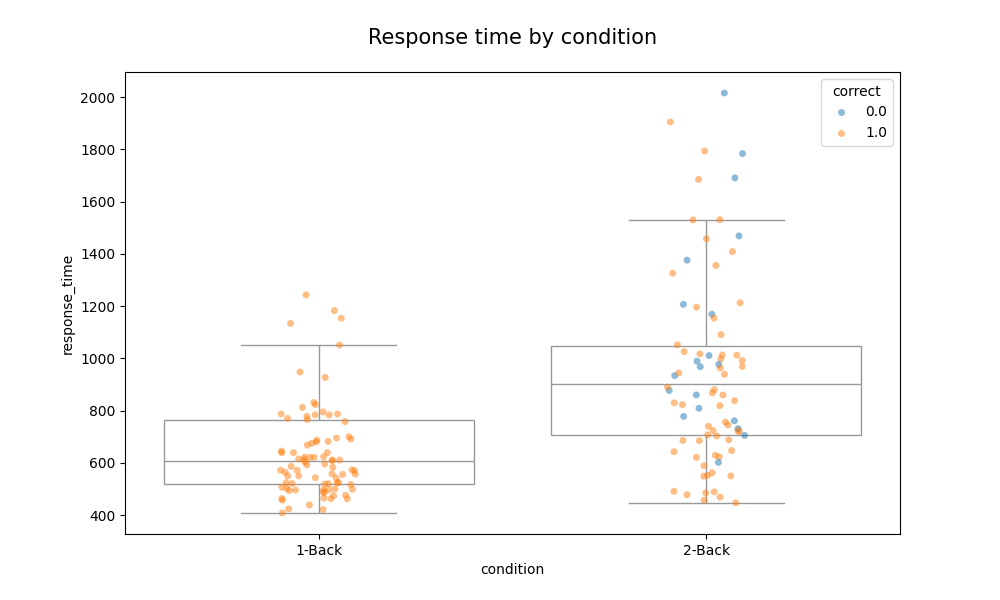 Response time by condition
correct
0.0
1.0
response_time
2000
1800
1600
1400
1200
1000
800
600
400
1-Back
2-Back
condition